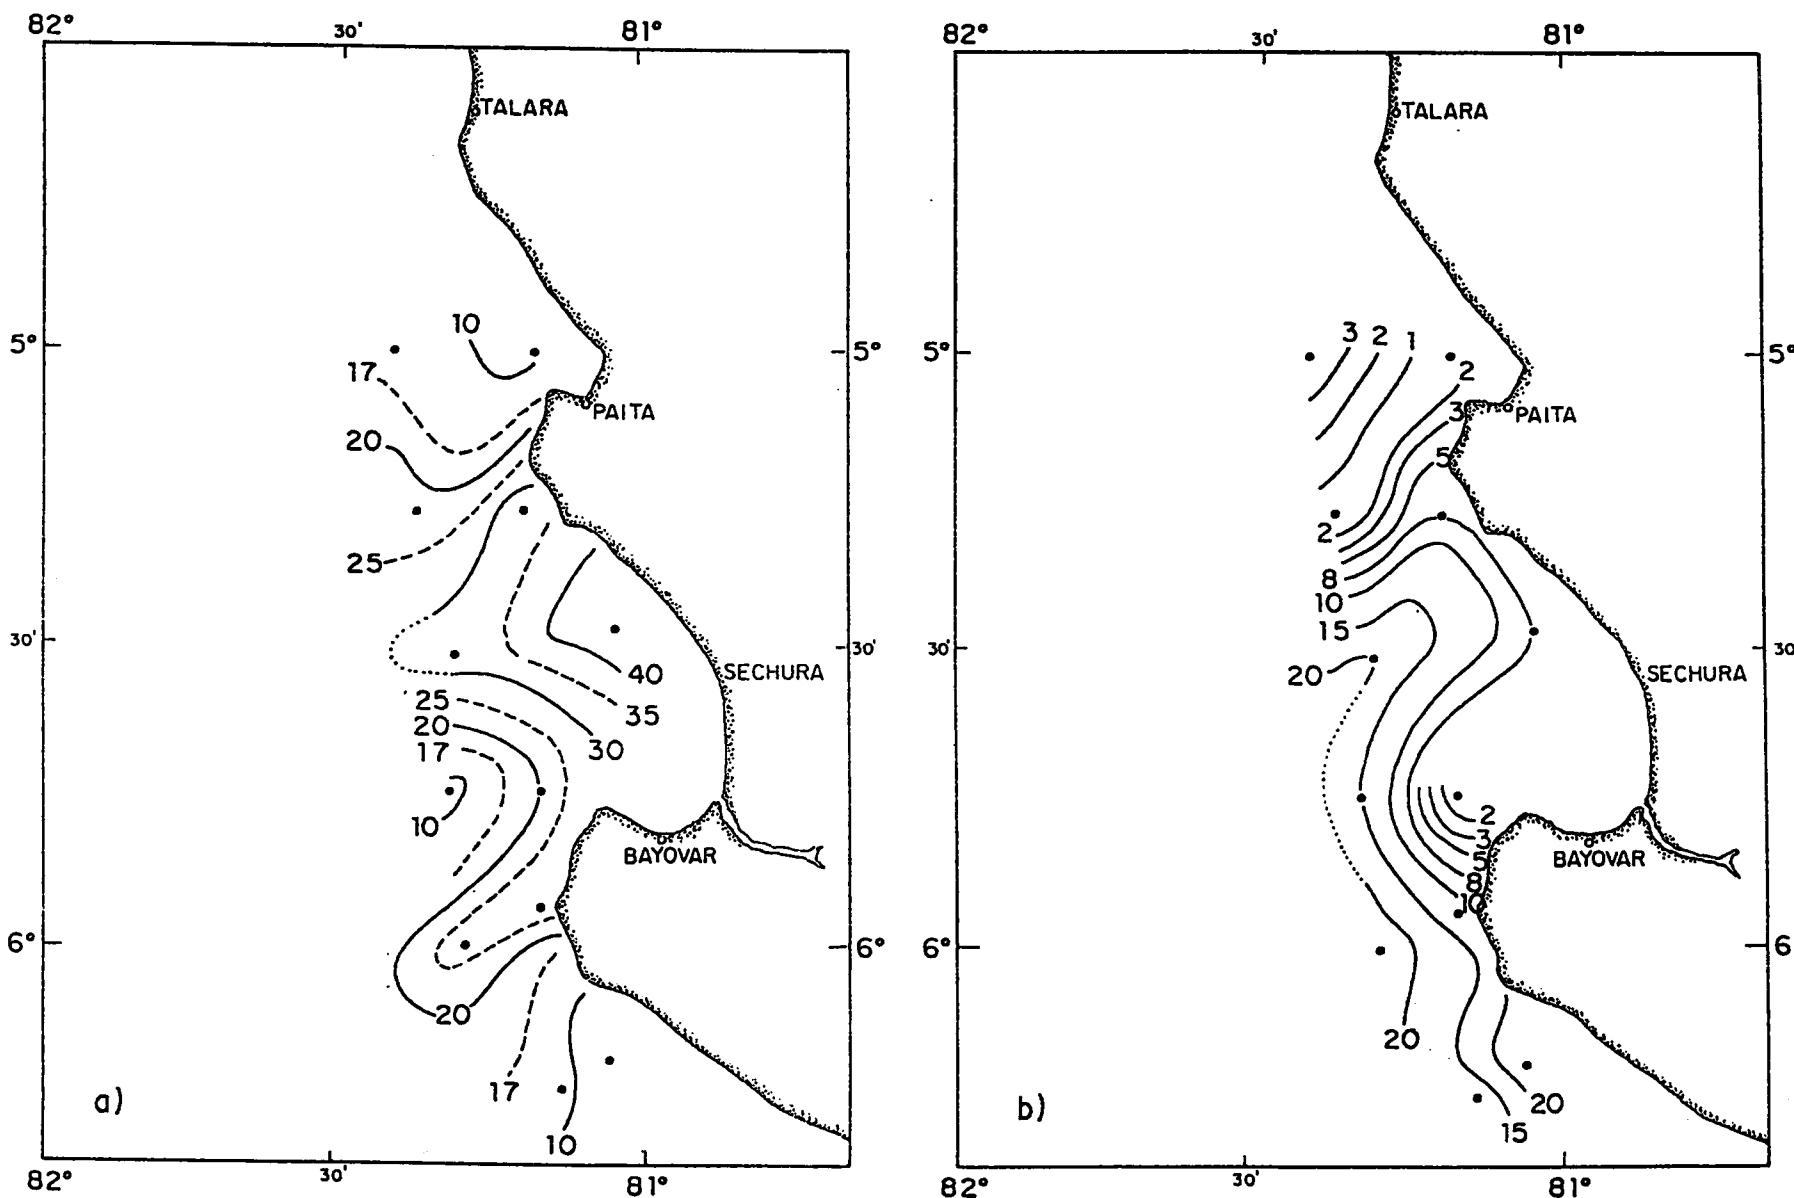 82° 30' 81° 82° 30' 81°
TALARA TALARA
10 3 2 1
5° 5° 5° 5°
17 2
PAITA 3 PAITA
20 5
25 2
8
10
15
30' 30' 30' 30
40 SECHURA 20 SECHURA
25 35
20 30
17
10 2
3
BAYOVAR 5 BAYOVAR
8
10
6° 6° 6° 6
20 20
17 20
a) b)
10 15
82° 30' 81° 82° 30' 81°